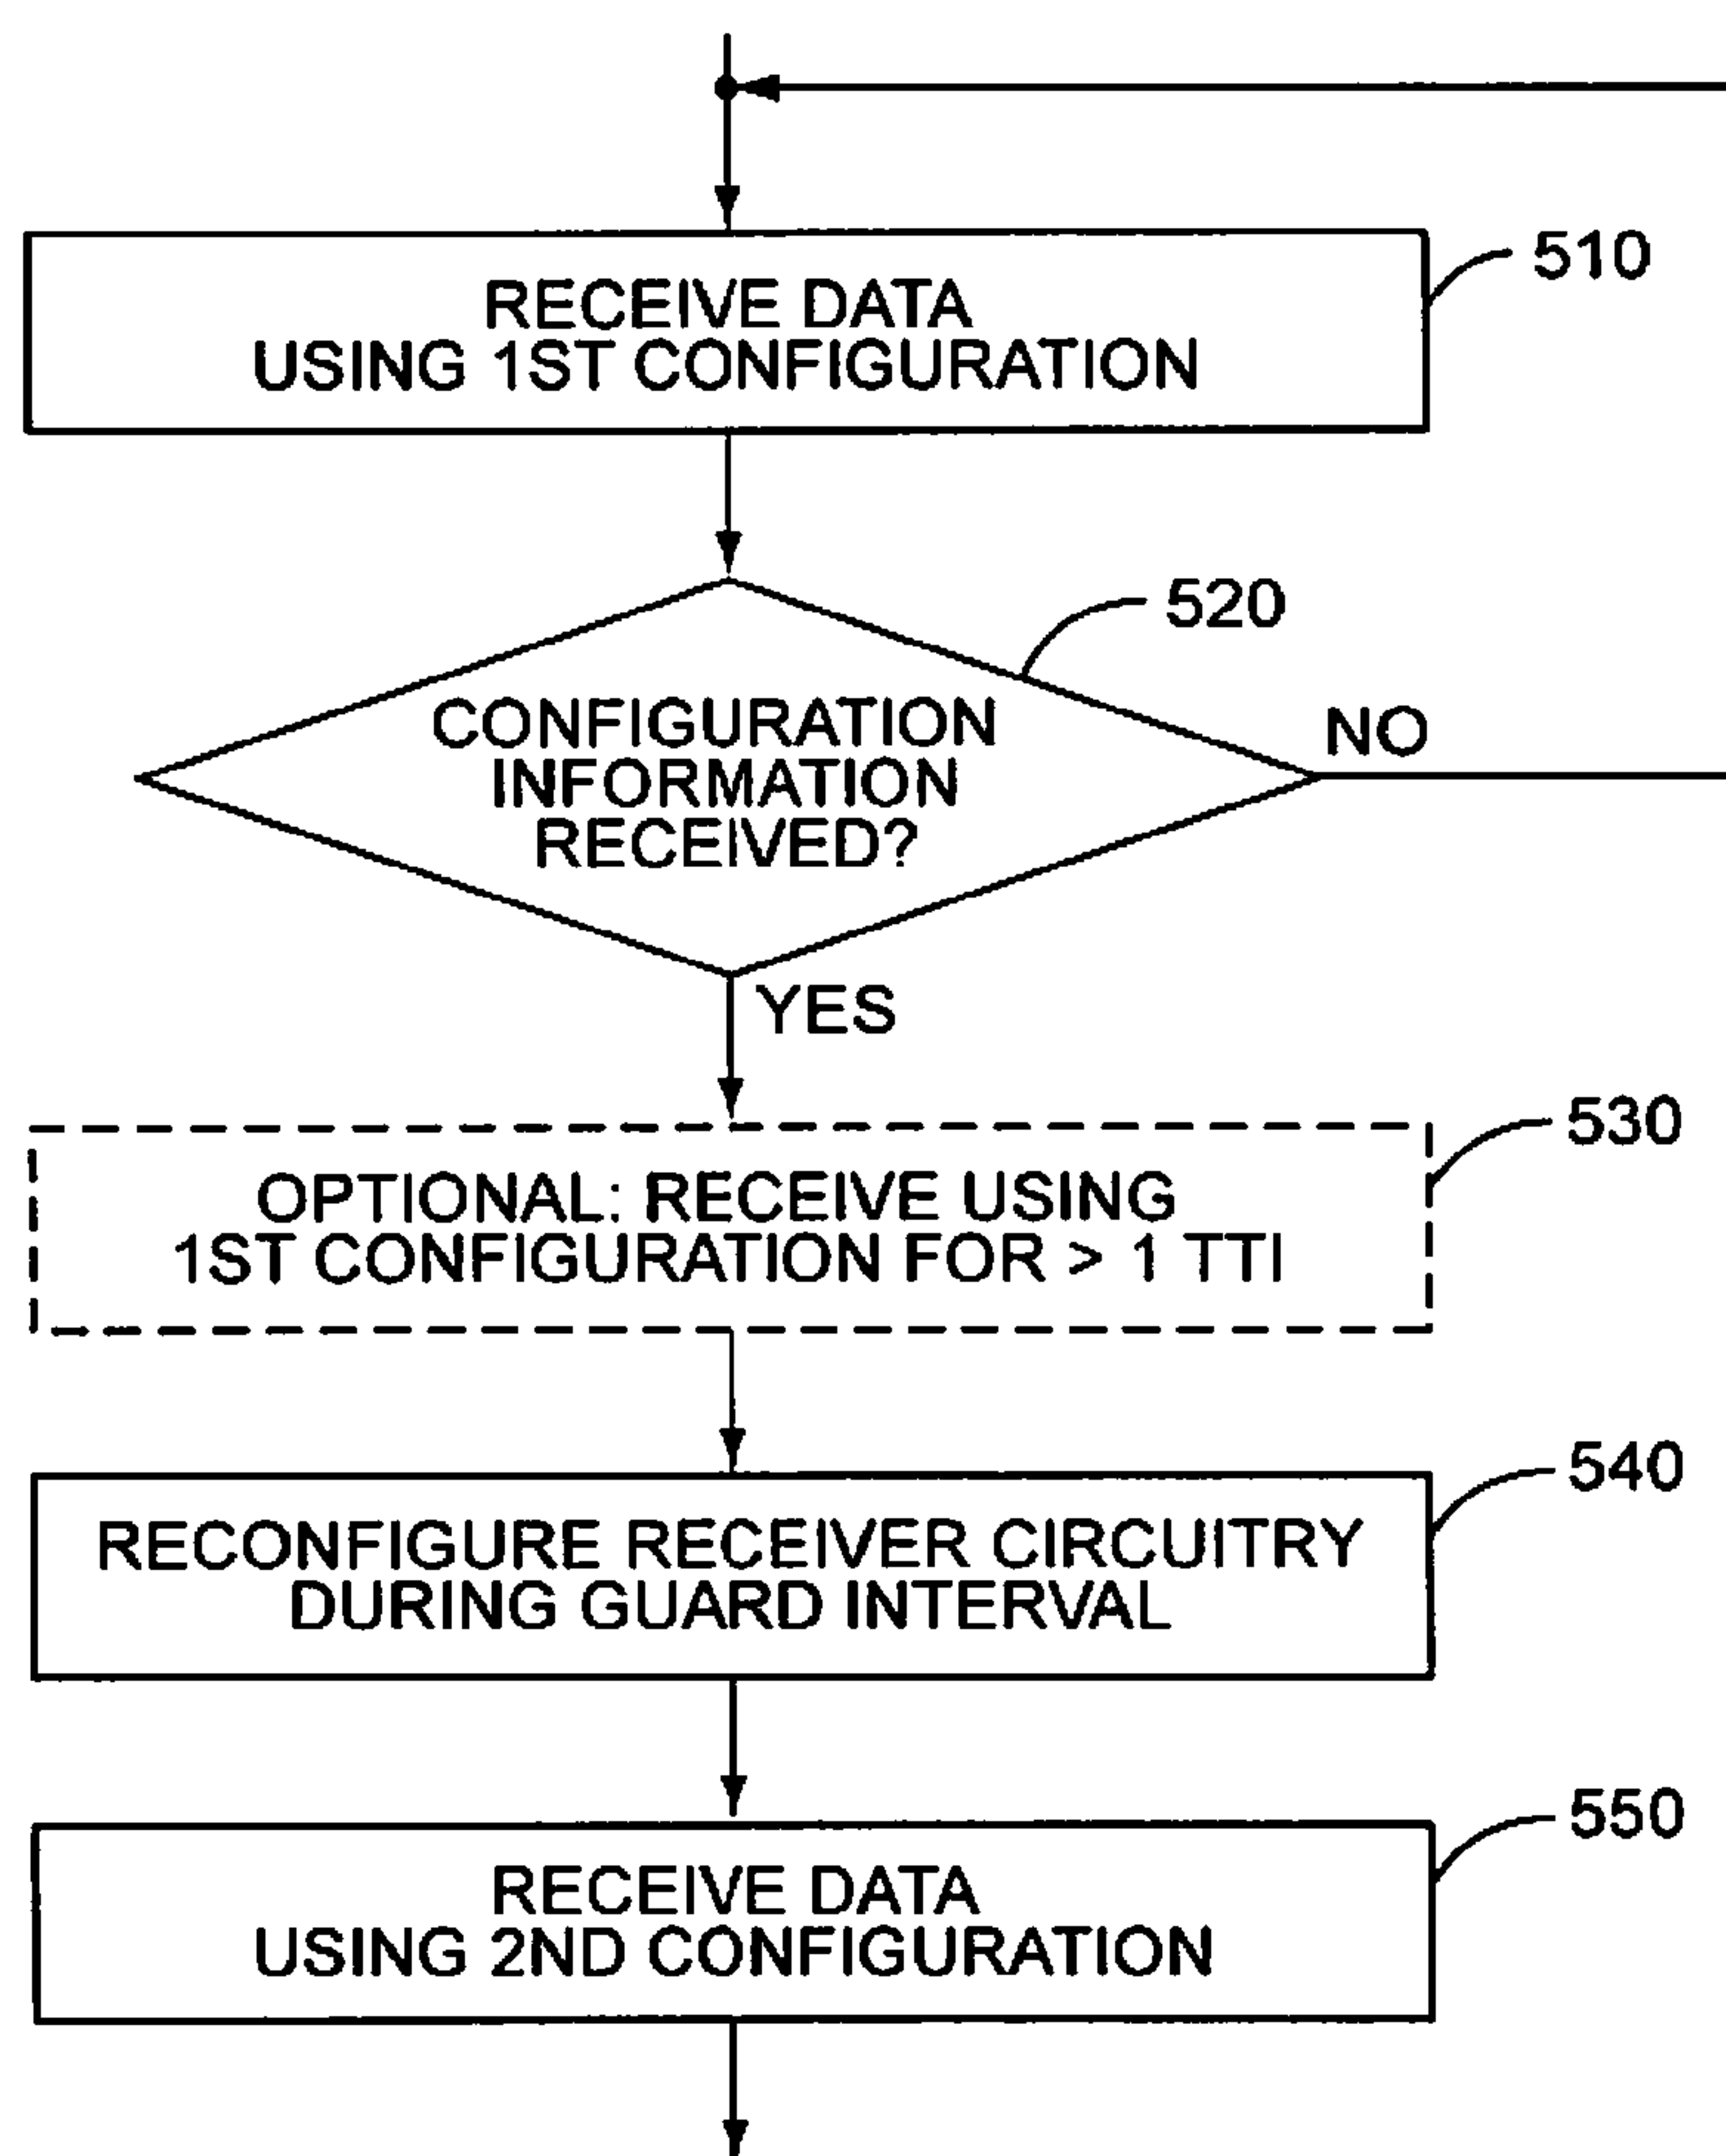 RECEIVE DATA
USING 1ST CONFIGURATION
510
520
CONFIGURATION
INFORMATION
RECEIVED?
NO
YES
530
OPTIONAL: RECEIVE USING
1ST CONFIGURATION FOR > 1 TTI
540
RECONFIGURE RECEIVER CIRCUITRY
DURING GUARD INTERVAL
550
RECEIVE DATA
USING 2ND CONFIGURATION